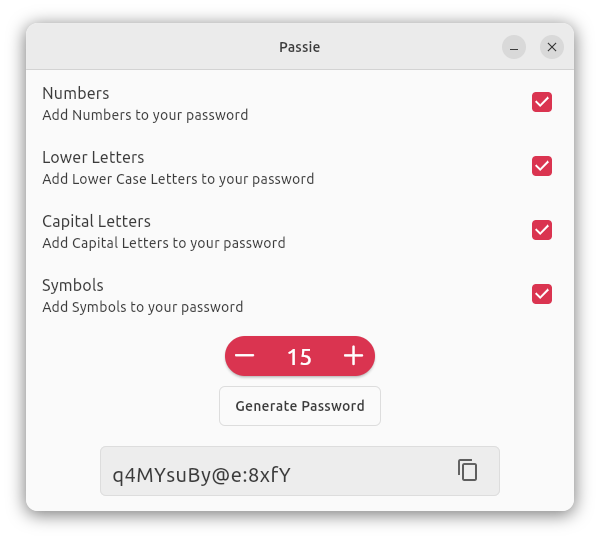 Passie
Numbers
Add Numbers to your password
Lower Letters
Add Lower Case Letters to your password
Capital Letters
Add Capital Letters to your password
Symbols
Add Symbols to your password
15
Generate Password
q4MYsuBy@e:8xfY